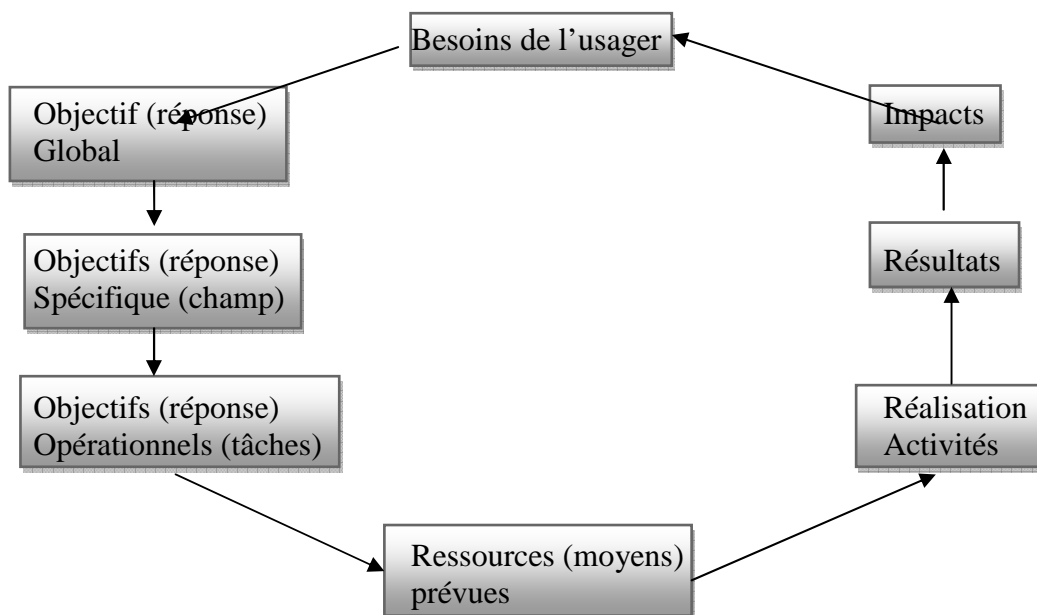 Besoins de l’usager
Objectif (réponse)
Global
Objectifs (réponse)
Spécifique (champ)
Objectifs (réponse)
Opérationnels (tâches)
Ressources (moyens)
prévues
Réalisation
Activités
Résultats
Impacts